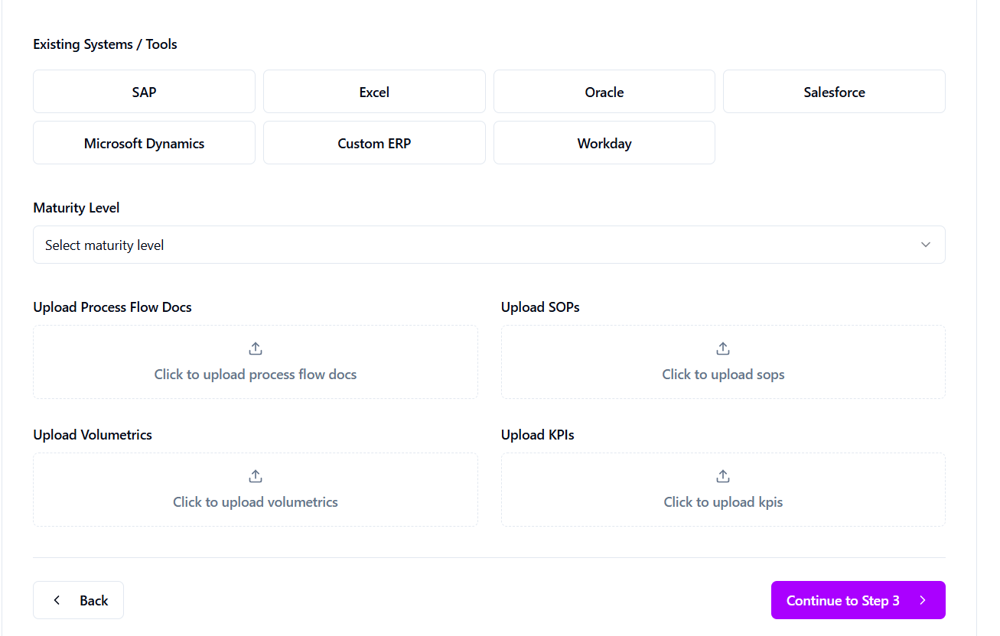 Existing Systems / Tools
SAP
Excel
Oracle
Salesforce
Microsoft Dynamics
Custom ERP
Workday
Maturity Level
Select maturity level
Upload Process Flow Docs
Upload SOPs
Click to upload process flow docs
Click to upload sops
Upload Volumetrics
Upload KPIs
Click to upload volumetrics
Click to upload kpis
Back
Continue to Step 3